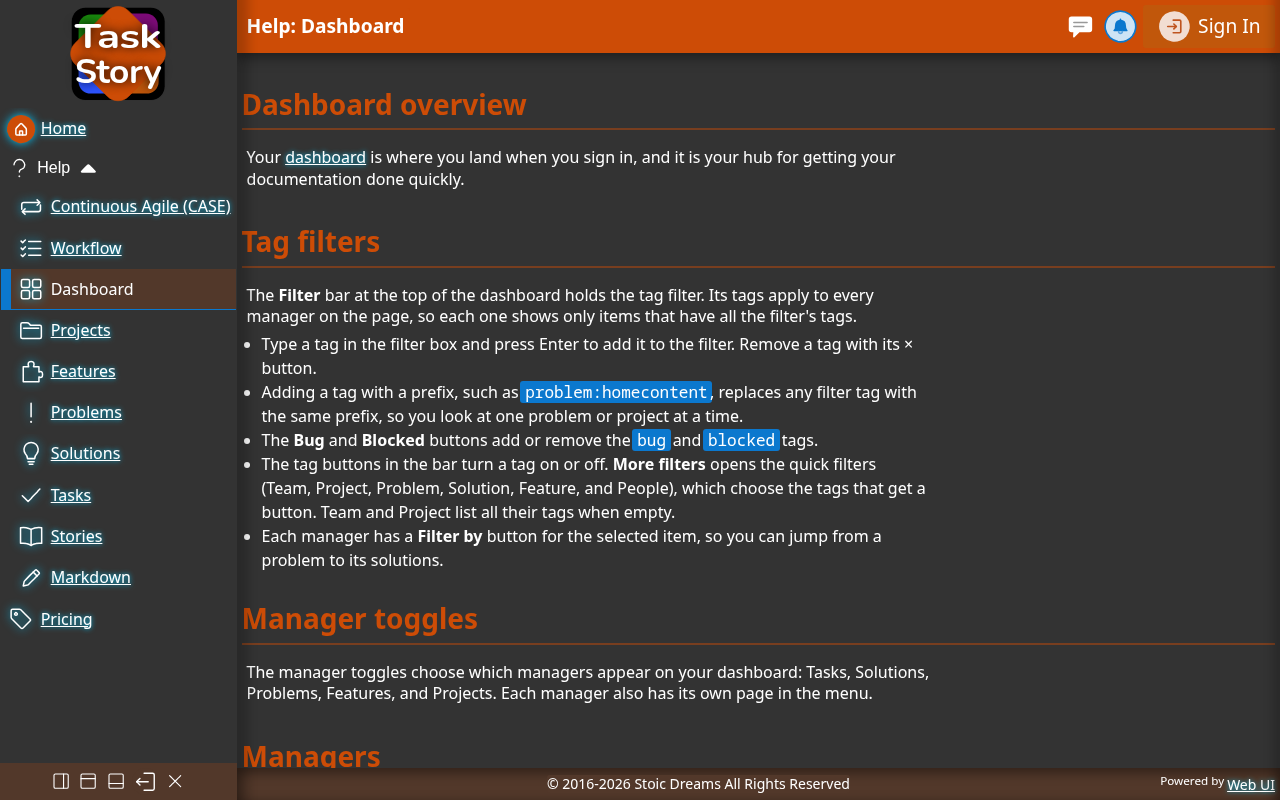 Task
Story
Home
Help
Continuous Agile (CASE)
Workflow
Dashboard
Projects
Features
Problems
Solutions
Tasks
Stories
Markdown
Pricing
Help: Dashboard
Sign In
Dashboard overview
Your dashboard is where you land when you sign in, and it is your hub for getting your
documentation done quickly.
Tag filters
The Filter bar at the top of the dashboard holds the tag filter. Its tags apply to every
manager on the page, so each one shows only items that have all the filter's tags.
Type a tag in the filter box and press Enter to add it to the filter. Remove a tag with its ×
button.
Adding a tag with a prefix, such as problem:homecontent, replaces any filter tag with
the same prefix, so you look at one problem or project at a time.
The Bug and Blocked buttons add or remove the bug and blocked tags.
The tag buttons in the bar turn a tag on or off. More filters opens the quick filters
(Team, Project, Problem, Solution, Feature, and People), which choose the tags that get a
button. Team and Project list all their tags when empty.
Each manager has a Filter by button for the selected item, so you can jump from a
problem to its solutions.
Manager toggles
The manager toggles choose which managers appear on your dashboard: Tasks, Solutions,
Problems, Features, and Projects. Each manager also has its own page in the menu.
Managers
© 2016-2026 Stoic Dreams All Rights Reserved
Powered by Web UI